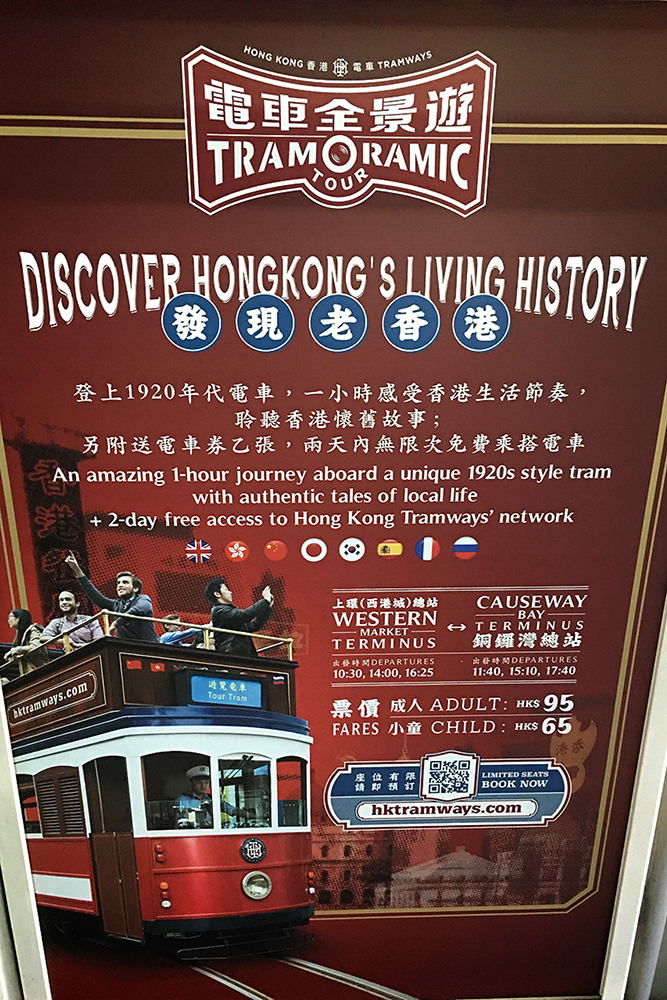 HONG KONG 香港 電車 TRAMWAYS
電車全景遊
TRAMORAMIC
TOUR
DISCOVER HONGKONG'S LIVING HISTORY
發現老香港
登上1920年代電車，一小時感受香港生活節奏，
聆聽香港懷舊故事；
另附送電車券乙張，兩天內無限次免費乘搭電車
An amazing 1-hour journey aboard a unique 1920s style tram
with authentic tales of local life
+ 2-day free access to Hong Kong Tramways' network
香港
上環(西港城)總站
WESTERN
MARKET
TERMINUS
↔
CAUSEWAY
BAY
TERMINUS
銅鑼灣總站
出發時間DEPARTURES
10:30, 14:00, 16:25
出發時間DEPARTURES
11:40, 15:10, 17:40
票價 成人 ADULT: HK$ 95
FARES 小童 CHILD: HK$ 65
座位有限
請即預訂
LIMITED SEATS
BOOK NOW
hktramways.com
hktramways.com
遊覽電車
Tour Tram
香港